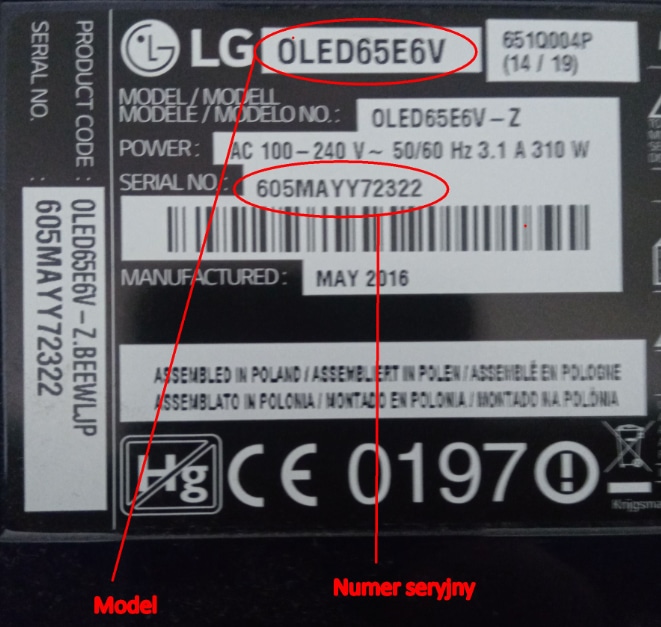 LG OLED65E6V
651Q004P
(14 / 19)
MODEL / MODELL
MODÈLE / MODELO NO. : OLED65E6V - Z
POWER : AC 100 - 240 V ~ 50/60 Hz 3.1 A 310 W
SERIAL NO. : 605MAYY72322
MANUFACTURED : MAY 2016
ASSEMBLED IN POLAND / ASSEMBLIERT IN POLEN / ASSEMBLÉ EN POLOGNE
ASSEMBLATO IN POLONIA / MONTADO EN POLONIA / MONTADO NA POLÔNIA
Hg CE 0197
PRODUCT CODE : OLED65E6V - Z.BEEWLJP
SERIAL NO. : 605MAYY72322
Model
Numer seryjny